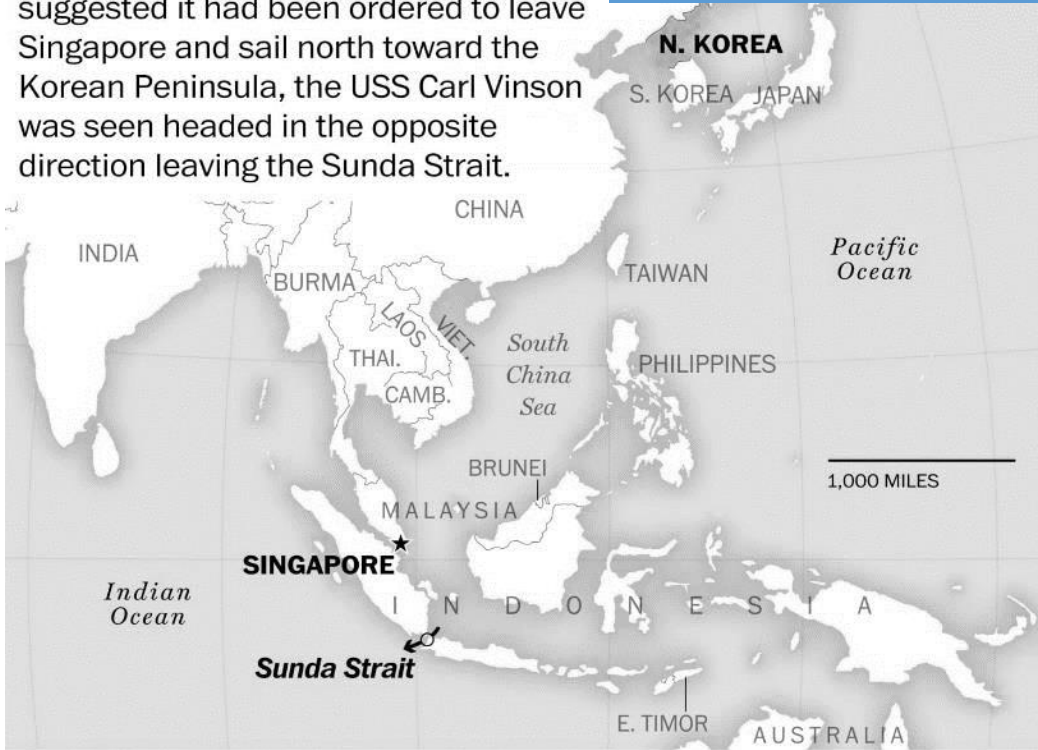 suggested it had been ordered to leave
Singapore and sail north toward the
Korean Peninsula, the USS Carl Vinson
was seen headed in the opposite
direction leaving the Sunda Strait.
N. KOREA
S. KOREA
JAPAN
CHINA
INDIA
BURMA
TAIWAN
Pacific
Ocean
LAOS
VIET.
THAI.
CAMB.
South
China
Sea
PHILIPPINES
BRUNEI
1,000 MILES
MALAYSIA
SINGAPORE
Indian
Ocean
INDONESIA
Sunda Strait
E. TIMOR
AUSTRALIA